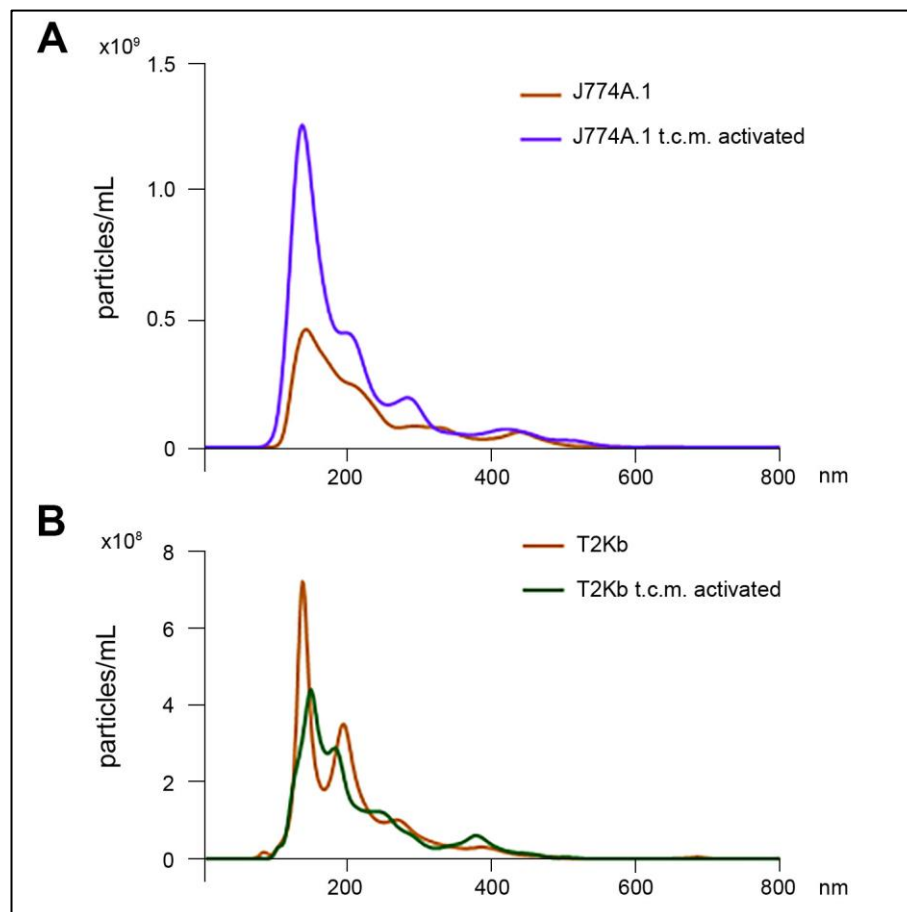 A
x10⁹
1.5
1.0
0.5
0
particles/mL
J774A.1
J774A.1 t.c.m. activated
200
400
600
800
nm
B
x10⁸
8
6
4
2
0
particles/mL
T2Kb
T2Kb t.c.m. activated
200
400
600
800
nm